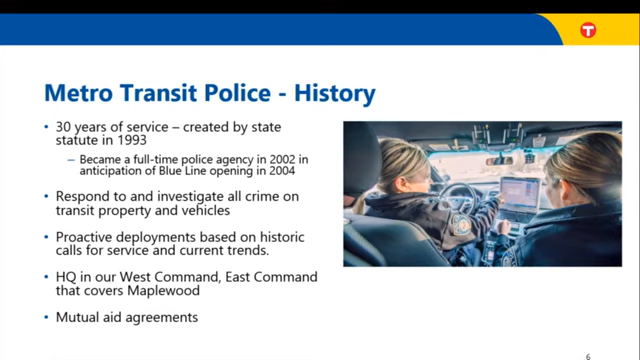 T
Metro Transit Police - History
• 30 years of service – created by state
statute in 1993
– Became a full-time police agency in 2002 in
anticipation of Blue Line opening in 2004
• Respond to and investigate all crime on
transit property and vehicles
• Proactive deployments based on historic
calls for service and current trends.
• HQ in our West Command, East Command
that covers Maplewood
• Mutual aid agreements
6